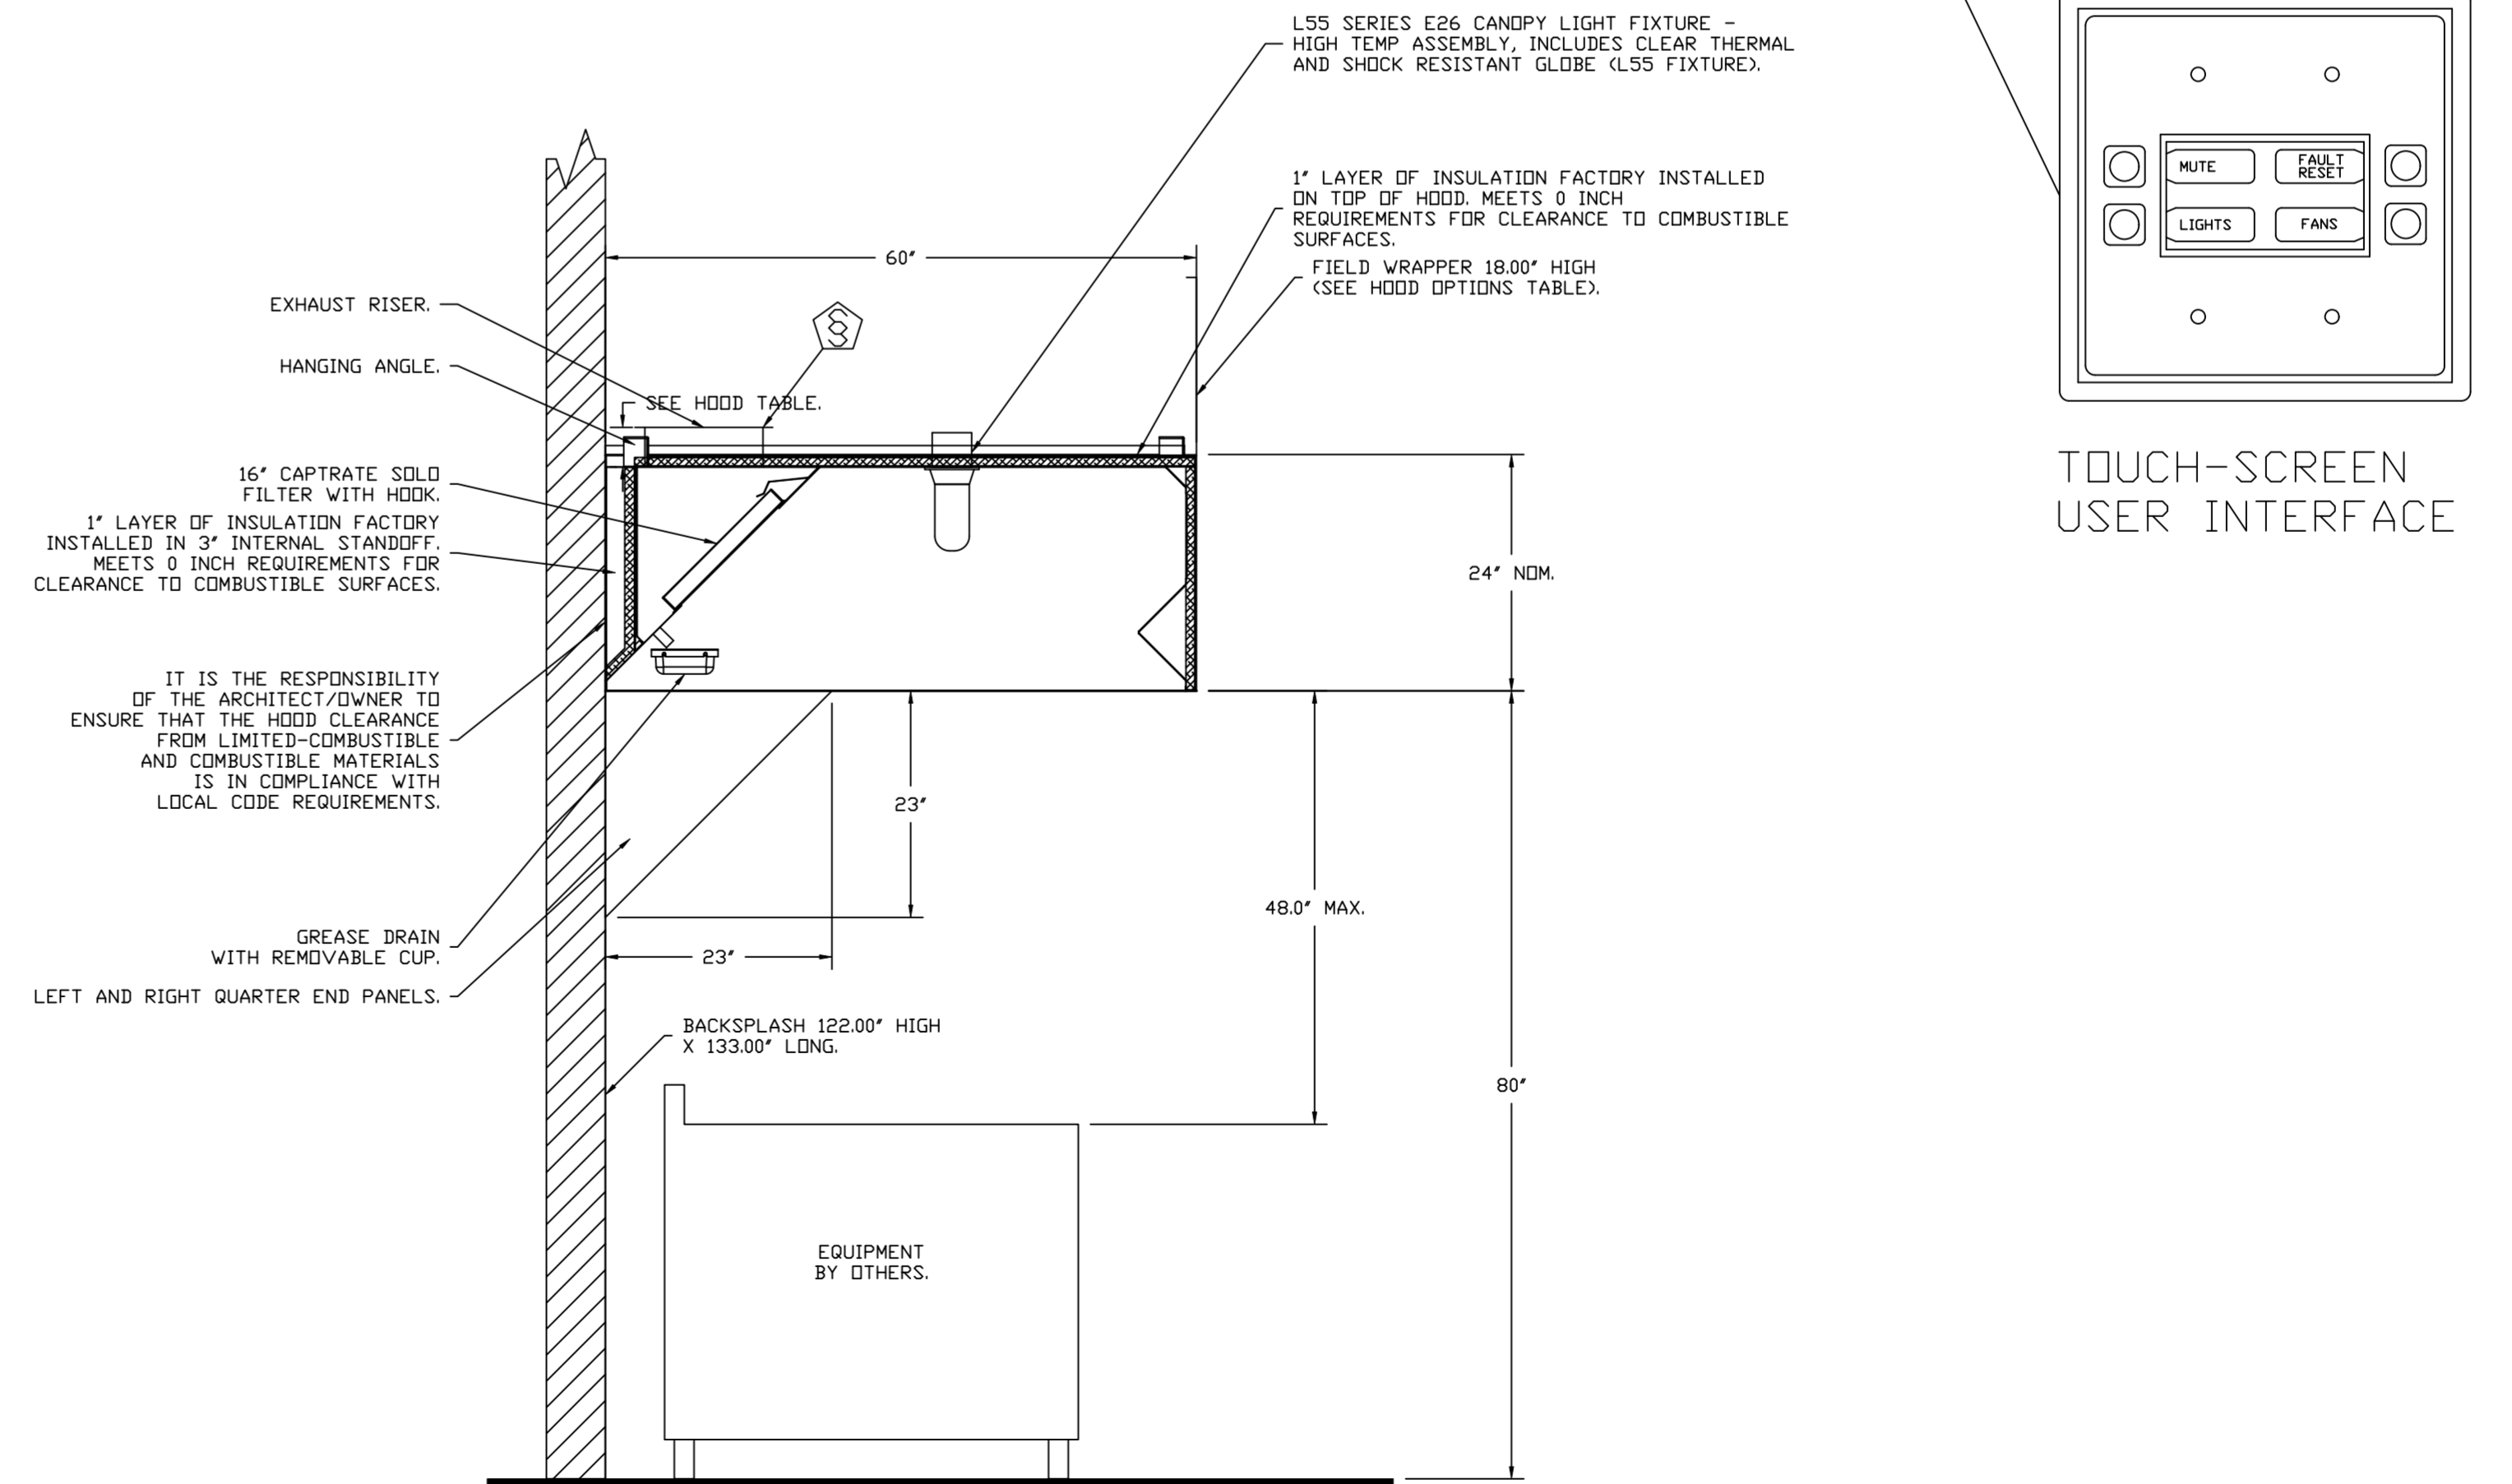 L55 SERIES E26 CANOPY LIGHT FIXTURE -
HIGH TEMP ASSEMBLY, INCLUDES CLEAR THERMAL
AND SHOCK RESISTANT GLOBE (L55 FIXTURE).
1" LAYER OF INSULATION FACTORY INSTALLED
ON TOP OF HOOD. MEETS 0 INCH
REQUIREMENTS FOR CLEARANCE TO COMBUSTIBLE
SURFACES.
FIELD WRAPPER 18.00" HIGH
(SEE HOOD OPTIONS TABLE).
60"
EXHAUST RISER.
HANGING ANGLE.
SEE HOOD TABLE.
16" CAPTRATE SOLO
FILTER WITH HOOK.
1" LAYER OF INSULATION FACTORY
INSTALLED IN 3" INTERNAL STANDOFF.
MEETS 0 INCH REQUIREMENTS FOR
CLEARANCE TO COMBUSTIBLE SURFACES.
24" NOM.
IT IS THE RESPONSIBILITY
OF THE ARCHITECT/OWNER TO
ENSURE THAT THE HOOD CLEARANCE
FROM LIMITED-COMBUSTIBLE
AND COMBUSTIBLE MATERIALS
IS IN COMPLIANCE WITH
LOCAL CODE REQUIREMENTS.
23"
48.0" MAX.
GREASE DRAIN
WITH REMOVABLE CUP.
23"
LEFT AND RIGHT QUARTER END PANELS.
BACKSPLASH 122.00" HIGH
X 133.00" LONG.
80"
EQUIPMENT
BY OTHERS.
MUTE
FAULT
RESET
LIGHTS
FANS
TOUCH-SCREEN
USER INTERFACE